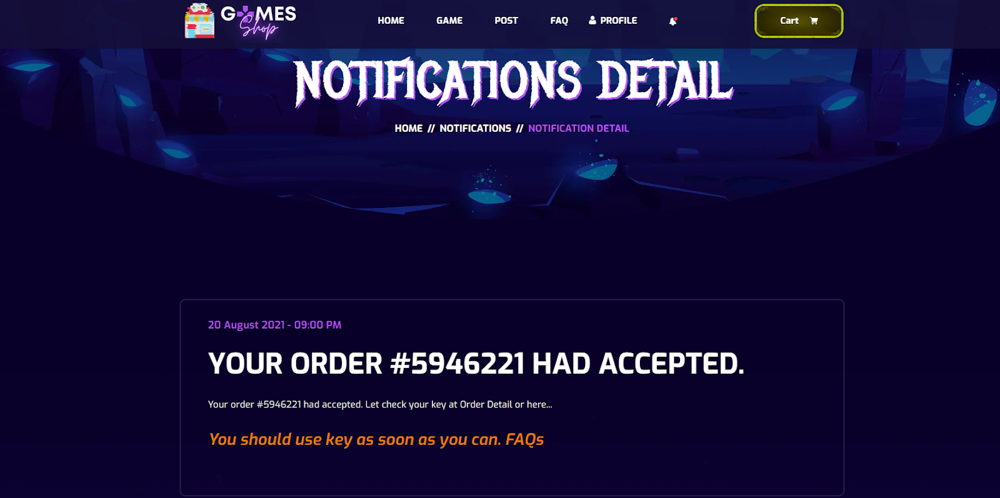 GAMES
Shop
HOME GAME POST FAQ PROFILE
Cart
NOTIFICATIONS DETAIL
HOME // NOTIFICATIONS // NOTIFICATION DETAIL
20 August 2021 - 09:00 PM
YOUR ORDER #5946221 HAD ACCEPTED.
Your order #5946221 had accepted. Let check your key at Order Detail or here...
You should use key as soon as you can. FAQs